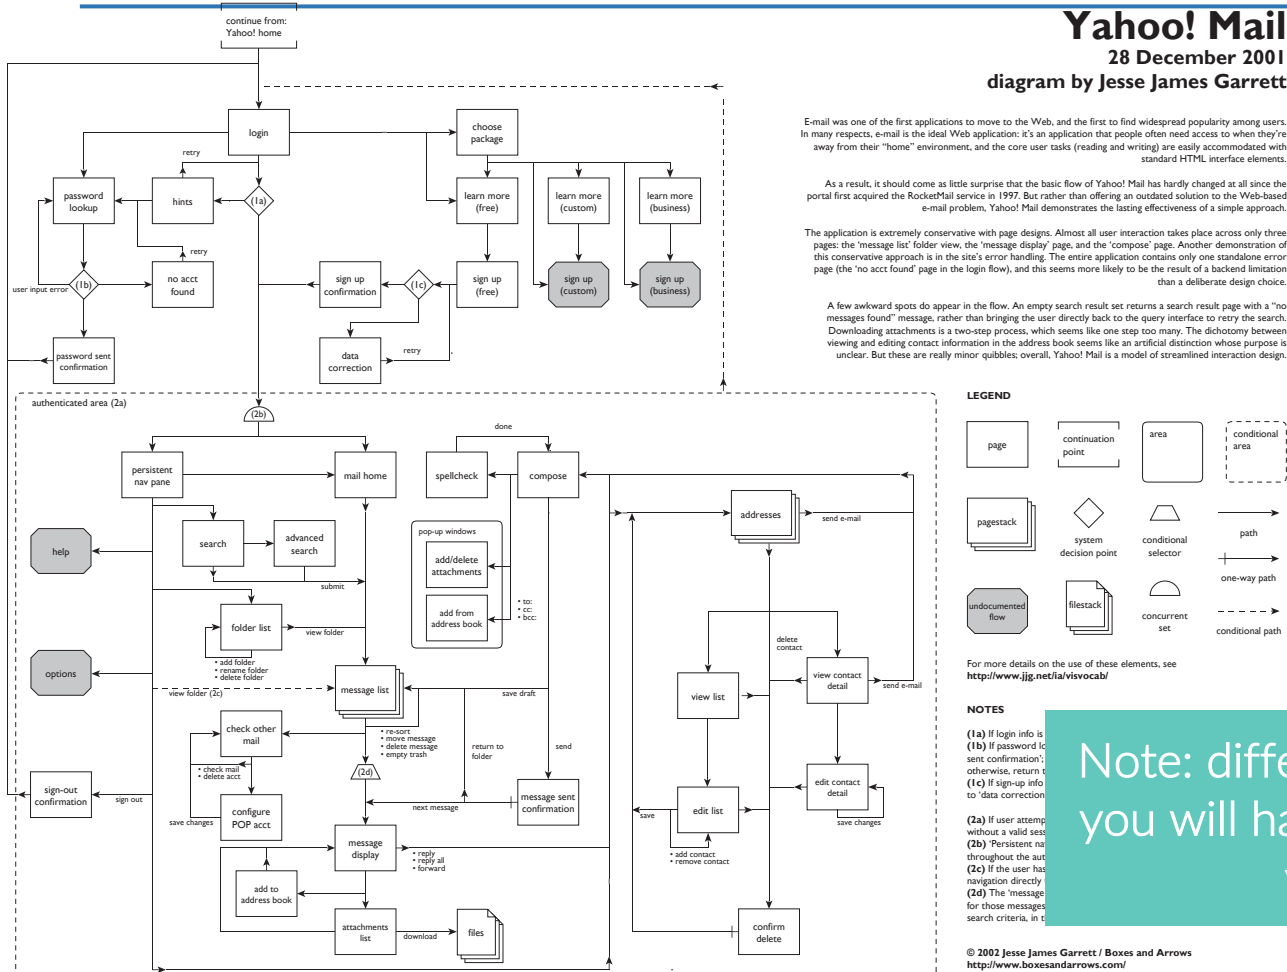 continue from:
Yahoo! home
Yahoo! Mail
28 December 2001
diagram by Jesse James Garrett
E-mail was one of the first applications to move to the Web, and the first to find widespread popularity among users.
In many respects, e-mail is the ideal Web application: it's an application that people often need access to when they're
away from their "home" environment, and the core user tasks (reading and writing) are easily accommodated with
standard HTML interface elements.
As a result, it should come as little surprise that the basic flow of Yahoo! Mail has hardly changed at all since the
portal first acquired the RocketMail service in 1997. But rather than offering an outdated solution to the Web-based
e-mail problem, Yahoo! Mail demonstrates the lasting effectiveness of a simple approach.
The application is extremely conservative with page designs. Almost all user interaction takes place across only three
pages: the 'message list' folder view, the 'message display' page, and the 'compose' page. Another demonstration of
this conservative approach is in the site's error handling. The entire application contains only one standalone error
page (the 'no acct found' page in the login flow), and this seems more likely to be the result of a backend limitation
than a deliberate design choice.
A few awkward spots do appear in the flow. An empty search result set returns a search result page with a "no
messages found" message, rather than bringing the user directly back to the query interface to retry the search.
Downloading attachments is a two-step process, which seems like one step too many. The dichotomy between
viewing and editing contact information in the address book seems like an artificial distinction whose purpose is
unclear. But these are really minor quibbles; overall, Yahoo! Mail is a model of streamlined interaction design.
login
choose
package
retry
password
lookup
hints
(1a)
learn more
(free)
learn more
(custom)
learn more
(business)
retry
user input error
(1b)
no acct
found
sign up
confirmation
(1c)
sign up
(free)
sign up
(custom)
sign up
(business)
password sent
confirmation
data
correction
retry
authenticated area (2a)
(2b)
done
persistent
nav pane
mail home
spellcheck
compose
addresses
send e-mail
help
search
advanced
search
submit
pop-up windows
add/delete
attachments
add from
address book
• to:
• cc:
• bcc:
folder list
view folder
• add folder
• rename folder
• delete folder
options
view folder (2c)
message list
save draft
delete
contact
view list
view contact
detail
send e-mail
check other
mail
• re-sort
• move message
• delete message
• empty trash
return to
folder
send
• check mail
• delete acct
(2d)
sign-out
confirmation
sign out
configure
POP acct
save changes
next message
message sent
confirmation
save
edit list
edit contact
detail
save changes
• add contact
• remove contact
message
display
• reply
• reply all
• forward
add to
address book
attachments
list
download
files
confirm
delete
LEGEND
page
continuation
point
area
conditional
area
pagestack
system
decision point
conditional
selector
path
one-way path
undocumented
flow
filestack
concurrent
set
conditional path
For more details on the use of these elements, see
http://www.jjg.net/ia/visvocab/
NOTES
(1a) If login info is
(1b) If password
sent confirmation';
otherwise, return
(1c) If sign-up info
to 'data correction
(2a) If user
without a valid
(2b) 'Persistent
throughout the
(2c) If the user has
navigation directly
(2d) The 'message
for those messages
search criteria, in
Note:
you will
© 2002 Jesse James Garrett / Boxes and Arrows
http://www.boxesandarrows.com/